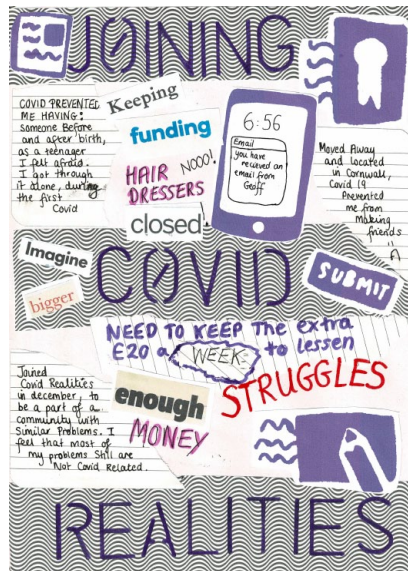 JOINING
COVID PREVENTED
ME HAVING:
Someone Before
and after birth,
as a teenager
I felt afraid.
I got through
it alone, during
the first
Covid
Keeping
funding
NOOO!
HAIR
DRESSERS
closed
6:56
Email
you have
recieved an
email from
Geoff
Moved Away
and located
in Cornwall,
Covid 19
Prevented
me from
making
friends
Imagine
bigger
COVID
SUBMIT
NEED TO KEEP The extra
£20 a WEEK to lessen
STRUGGLES
enough
MONEY
Joined
Covid Realities
in december, to
be a part of a
community with
Similar Problems. I
feel that most of
my problems Still are
Not Covid Related.
REALITIES